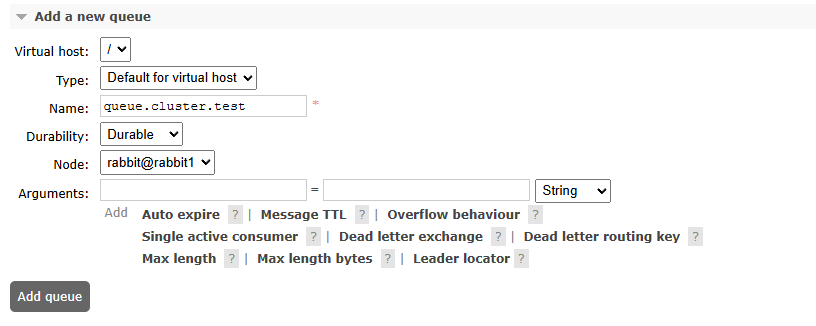 Add a new queue
Virtual host: /
Type: Default for virtual host
Name: queue.cluster.test *
Durability: Durable
Node: rabbit@rabbit1
Arguments: = String
Add Auto expire ? | Message TTL ? | Overflow behaviour ?
Single active consumer ? | Dead letter exchange ? | Dead letter routing key ?
Max length ? | Max length bytes ? | Leader locator ?
Add queue